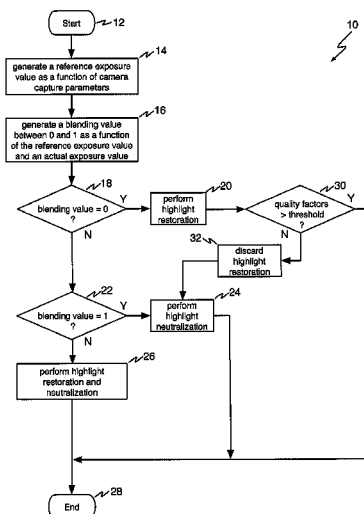 10
Start
12
14
generate a reference exposure
value as a function of camera
capture parameters
16
generate a blending value
between 0 and 1 as a function
of the reference exposure value
and an actual exposure value
18
blending value = 0
?
Y
N
20
perform
highlight
restoration
30
quality factors
> threshold
?
Y
N
32
discard
highlight
restoration
22
blending value = 1
?
Y
N
24
perform
highlight
neutralization
26
perform highlight
restoration and
neutralization
End
28